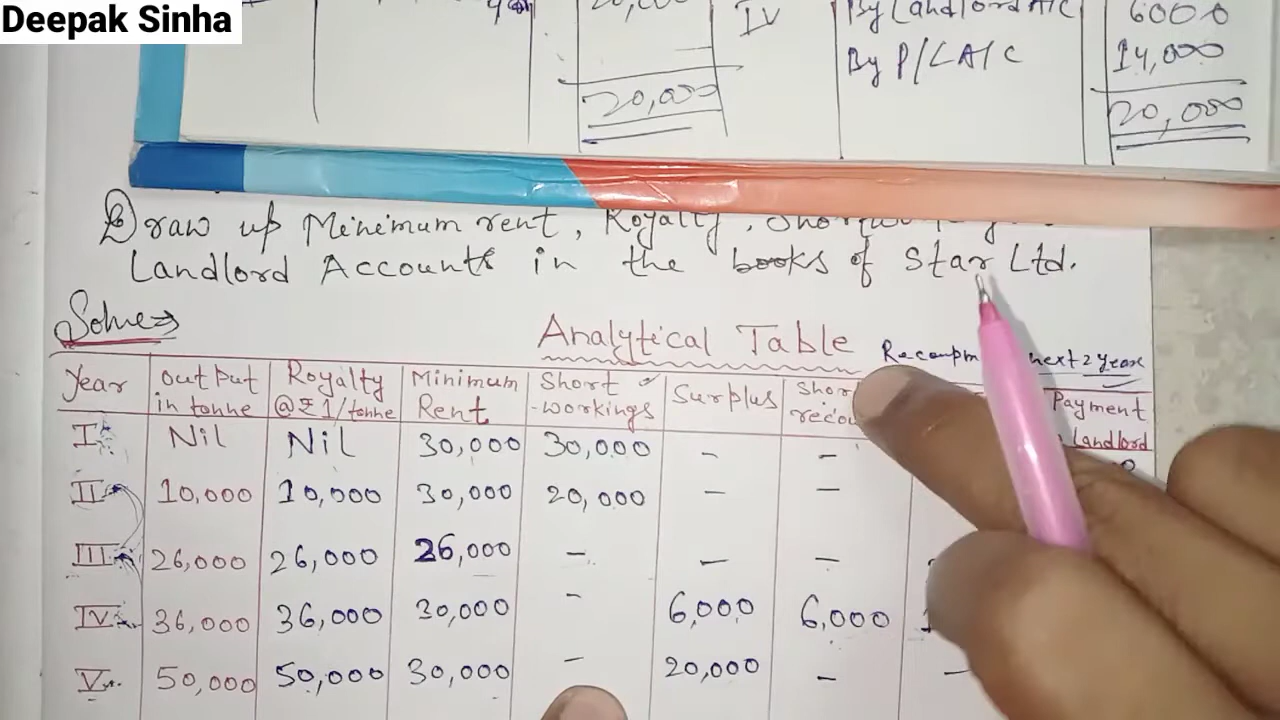 Deepak Sinha
20,000 IV By Landlord A/C 6000
By P/L A/C 14,000
20,000 20,000
Draw up Minimum rent, Royalty,
Landlord Accounts in the books of Star Ltd.
Solve⇒ Analytical Table next 2 years
Year Output in tonne Royalty @₹1/tonne Minimum Rent Short-workings Surplus Short Payment Landlord
I Nil Nil 30,000 30,000 – –
II 10,000 10,000 30,000 20,000 – –
III 26,000 26,000 26,000 – – –
IV 36,000 36,000 30,000 – 6,000 6,000
V 50,000 50,000 30,000 – 20,000 – –